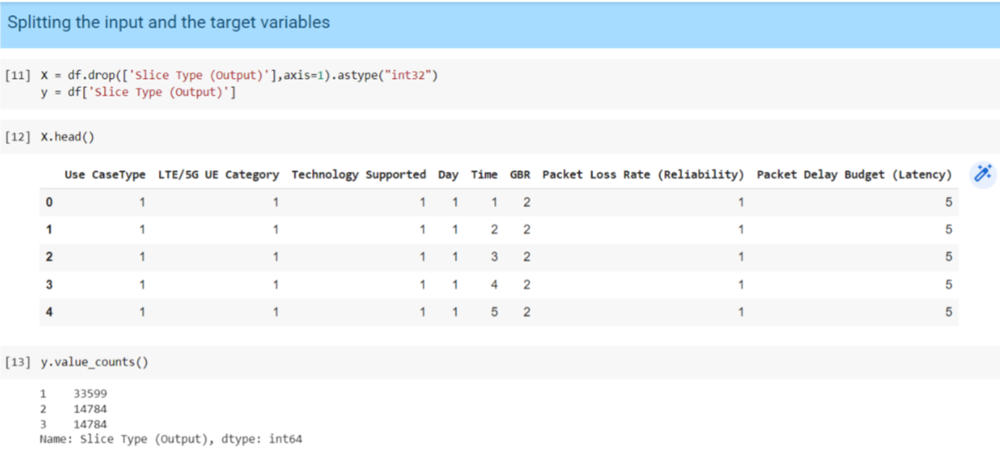 Splitting the input and the target variables
[11] X = df.drop(['Slice Type (Output)'],axis=1).astype("int32")
y = df['Slice Type (Output)']
[12] X.head()
Use CaseType LTE/5G UE Category Technology Supported Day Time GBR Packet Loss Rate (Reliability) Packet Delay Budget (Latency)
0 1 1 1 1 1 2 1 5
1 1 1 1 1 2 2 1 5
2 1 1 1 1 3 2 1 5
3 1 1 1 1 4 2 1 5
4 1 1 1 1 5 2 1 5
[13] y.value_counts()
1 33599
2 14784
3 14784
Name: Slice Type (Output), dtype: int64